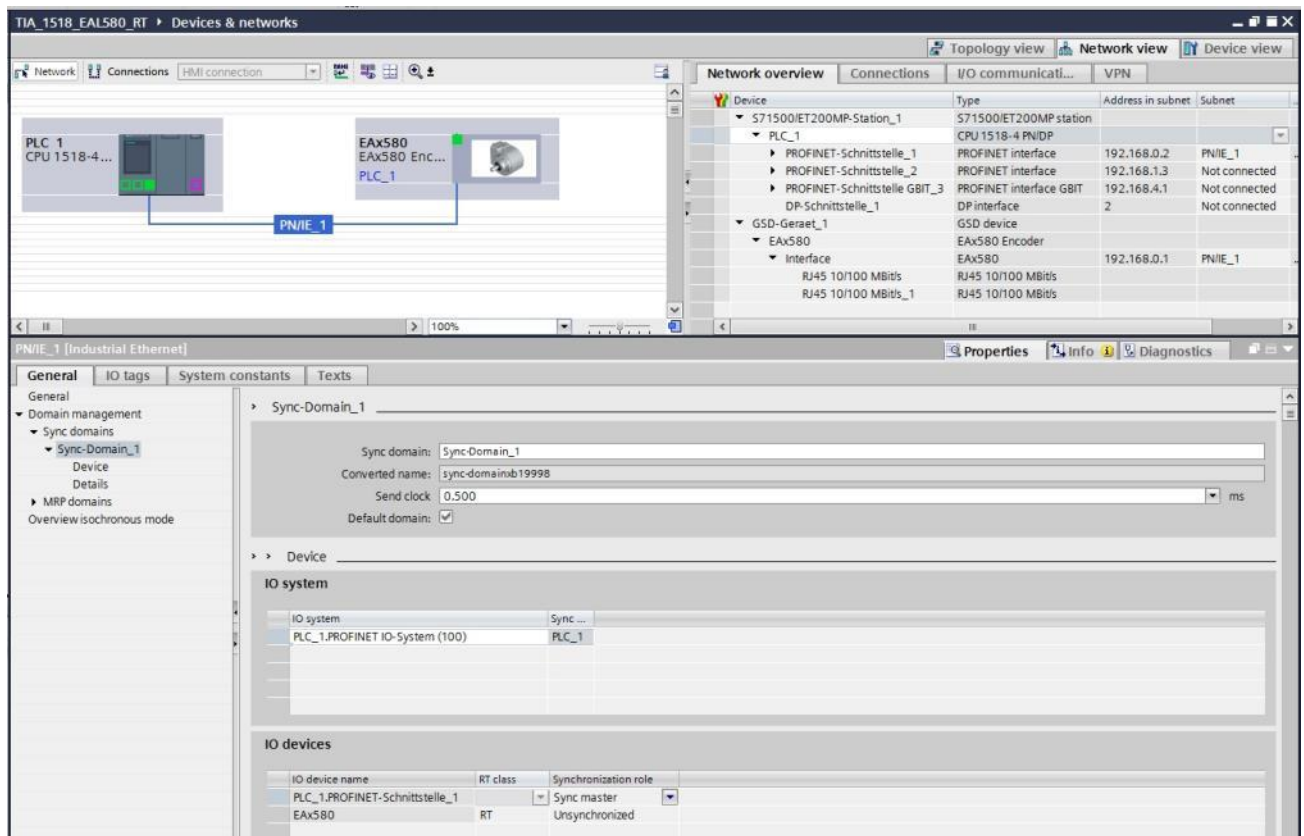 TIA_1518_EAL580_RT ▸ Devices & networks
Topology view Network view Device view
Network Connections HMI connection
Network overview Connections I/O communicati... VPN
Device Type Address in subnet Subnet
S71500/ET200MP-Station_1 S71500/ET200MP station
PLC_1 CPU 1518-4 PN/DP
PROFINET-Schnittstelle_1 PROFINET interface 192.168.0.2 PN/IE_1
PROFINET-Schnittstelle_2 PROFINET interface 192.168.1.3 Not connected
PROFINET-Schnittstelle GBIT_3 PROFINET interface GBIT 192.168.4.1 Not connected
DP-Schnittstelle_1 DP interface 2 Not connected
GSD-Geraet_1 GSD device
EAx580 EAx580 Encoder
Interface EAx580 192.168.0.1 PN/IE_1
RJ45 10/100 MBit/s RJ45 10/100 MBit/s
RJ45 10/100 MBit/s_1 RJ45 10/100 MBit/s
PLC 1
CPU 1518-4...
EAx580
EAx580 Enc...
PLC_1
PN/IE_1
100%
PN/IE_1 [Industrial Ethernet]
Properties Info Diagnostics
General IO tags System constants Texts
General
Domain management
Sync domains
Sync-Domain_1
Device
Details
MRP domains
Overview isochronous mode
Sync-Domain_1
Sync domain: Sync-Domain_1
Converted name: sync-domainxb19998
Send clock 0.500 ms
Default domain:
Device
IO system
IO system Sync ...
PLC_1.PROFINET IO-System (100) PLC_1
IO devices
IO device name RT class Synchronization role
PLC_1.PROFINET-Schnittstelle_1 Sync master
EAx580 RT Unsynchronized